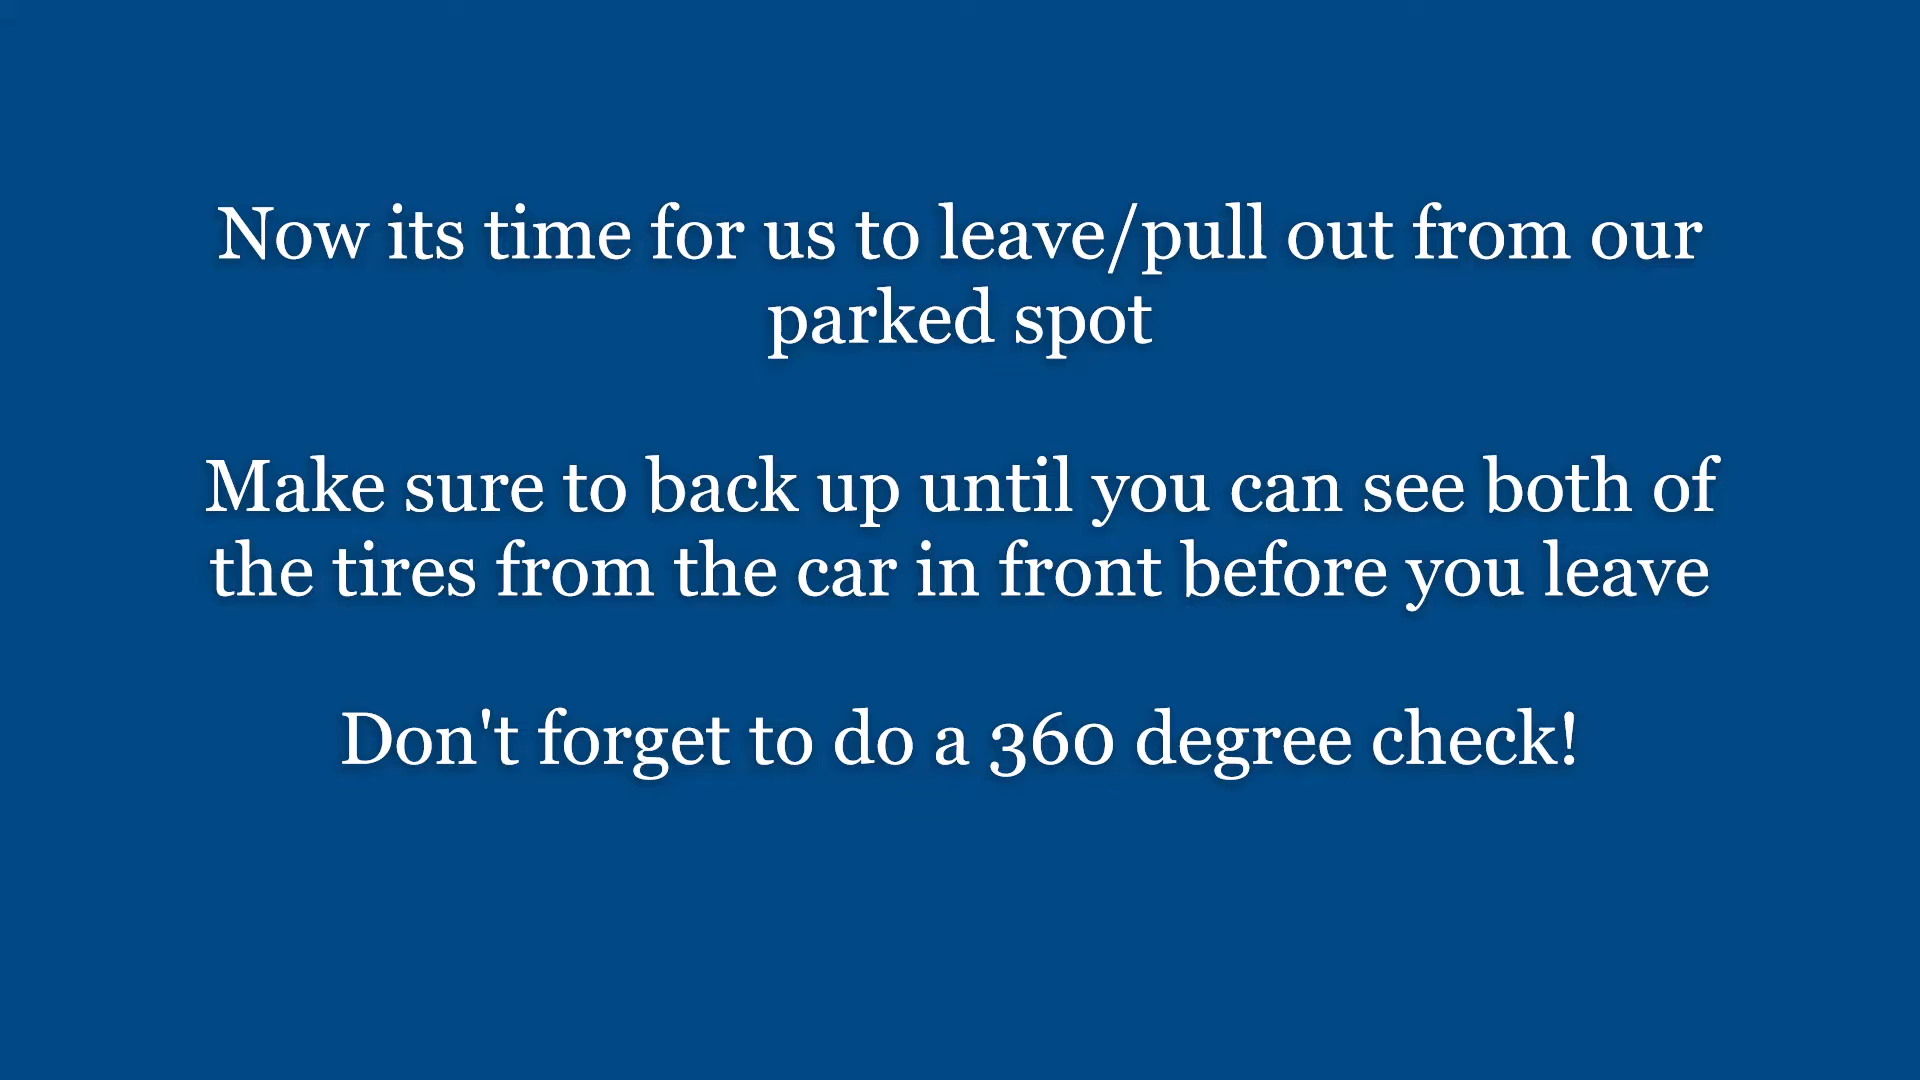 Now its time for us to leave/pull out from our
parked spot
Make sure to back up until you can see both of
the tires from the car in front before you leave
Don't forget to do a 360 degree check!